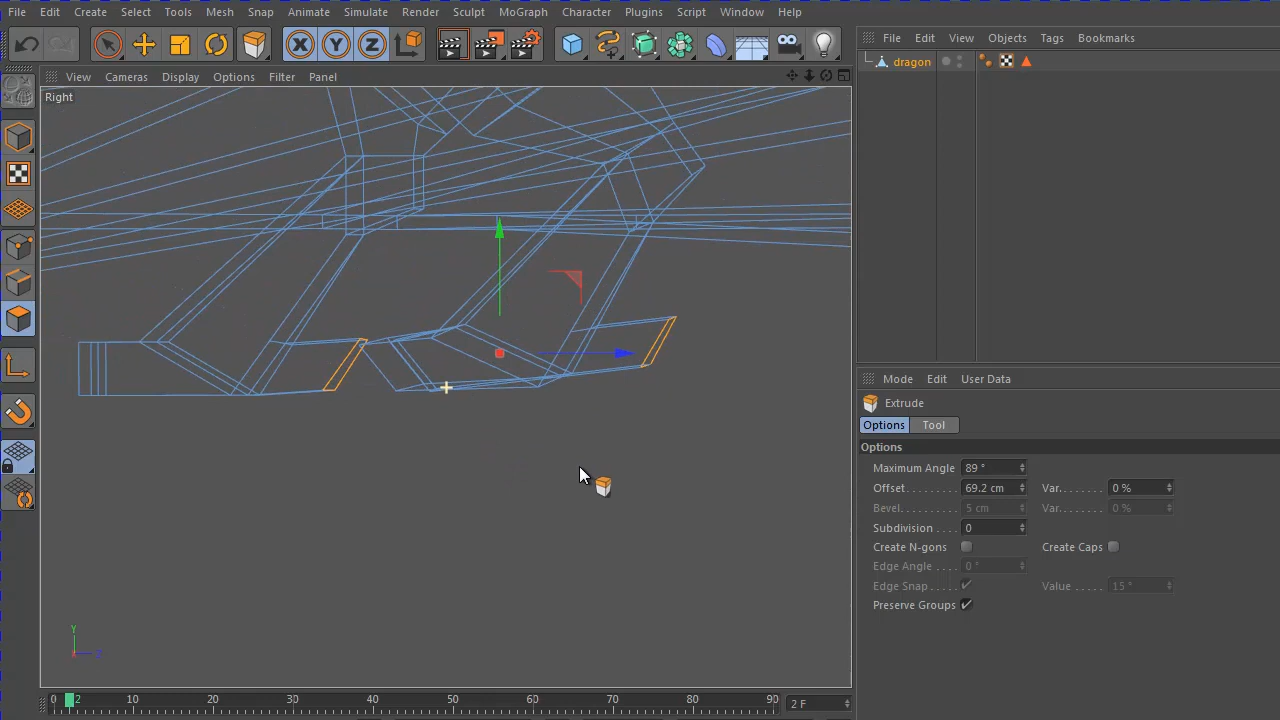 File Edit Create Select Tools Mesh Snap Animate Simulate Render Sculpt MoGraph Character Plugins Script Window Help
File Edit View Objects Tags Bookmarks
dragon
View Cameras Display Options Filter Panel
Right
Y
Z
Mode Edit User Data
Extrude
Options Tool
Options
Maximum Angle 89 °
Offset 69.2 cm Var. 0 %
Bevel 5 cm Var. 0 %
Subdivision 0
Create N-gons Create Caps
Edge Angle 0 °
Edge Snap Value 15 °
Preserve Groups
0 2 10 20 30 40 50 60 70 80 90 2 F